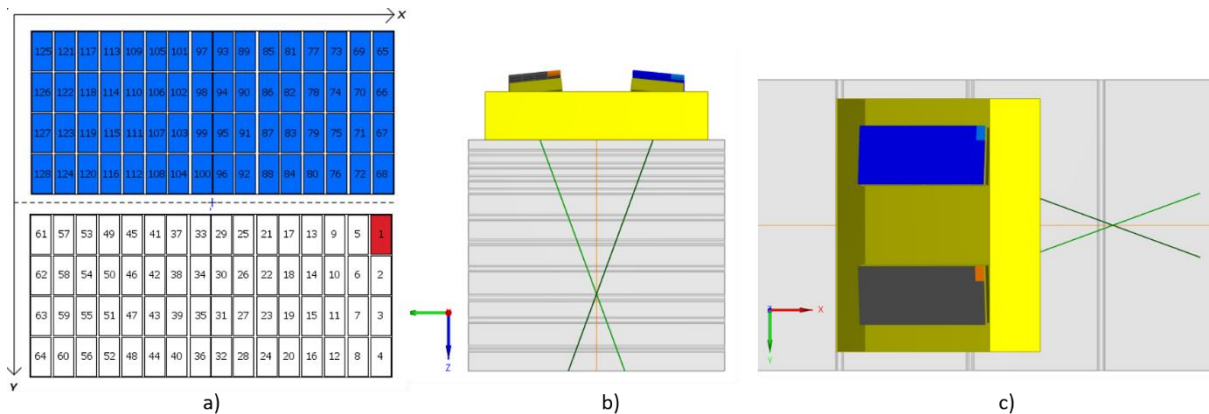 X
125 121 117 113 109 105 101 97 93 89 85 81 77 73 69 65
126 122 118 114 110 106 102 98 94 90 86 82 78 74 70 66
127 123 119 115 111 107 103 99 95 91 87 83 79 75 71 67
128 124 120 116 112 108 104 100 96 92 88 84 80 76 72 68
61 57 53 49 45 41 37 33 29 25 21 17 13 9 5 1
62 58 54 50 46 42 38 34 30 26 22 18 14 10 6 2
63 59 55 51 47 43 39 35 31 27 23 19 15 11 7 3
64 60 56 52 48 44 40 36 32 28 24 20 16 12 8 4
Y
a)
Z
b)
Z
X
Y
c)